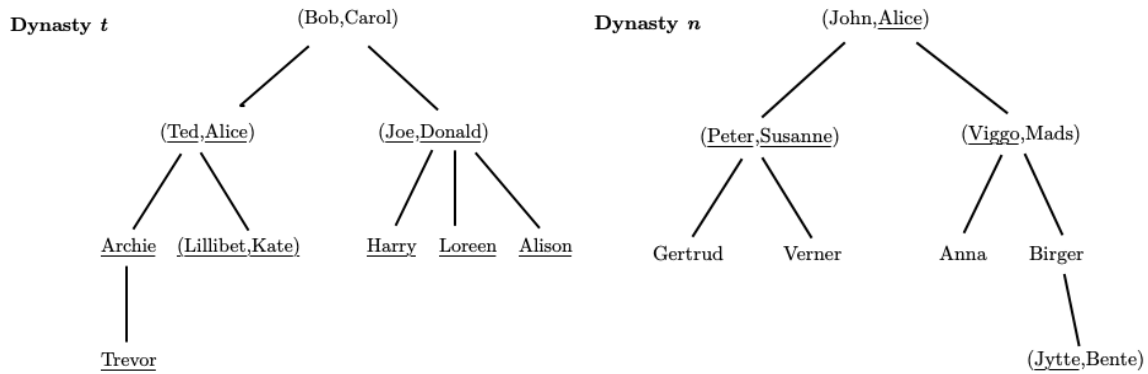 Dynasty t
(Bob,Carol)
(Ted,Alice)
(Joe,Donald)
Archie
(Lillibet,Kate)
Harry
Loreen
Alison
Trevor
Dynasty n
(John,Alice)
(Peter,Susanne)
(Viggo,Mads)
Gertrud
Verner
Anna
Birger
(Jytte,Bente)